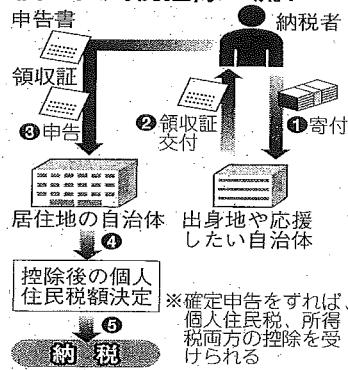 申告書
納税者
領収証
❸申告
❷領収証
交付
❶寄付
居住地の自治体
出身地や応援
したい自治体
❹
控除後の個人
住民税額決定
※確定申告をすれば、
個人住民税、所得
税両方の控除を受
けられる
❺
納税